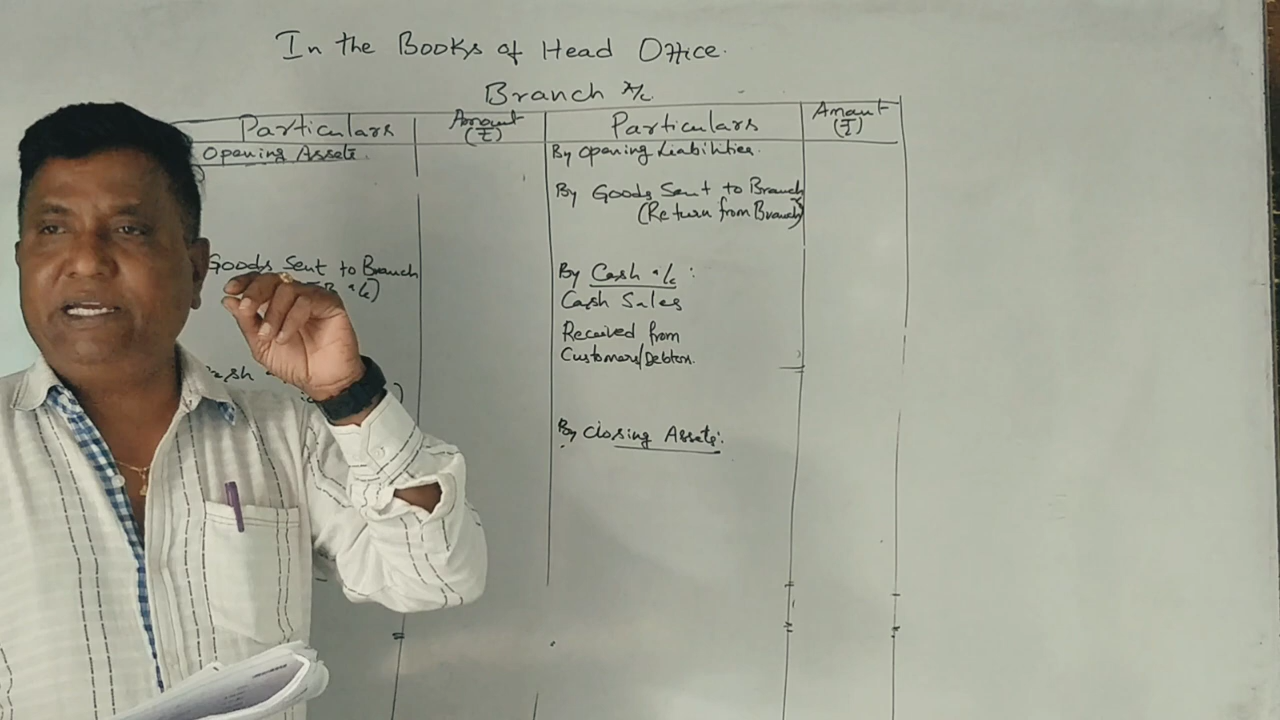 In the Books of Head Office.
Branch A/c
Particulars Amount (₹) Particulars Amount (₹)
Opening Assets. By Opening Liabilities.
By Goods Sent to Branch
(Return from Branch)
Goods Sent to Branch By Cash a/c :
a/c) Cash Sales
Received from
Customers/Debtors.
By Closing Assets: